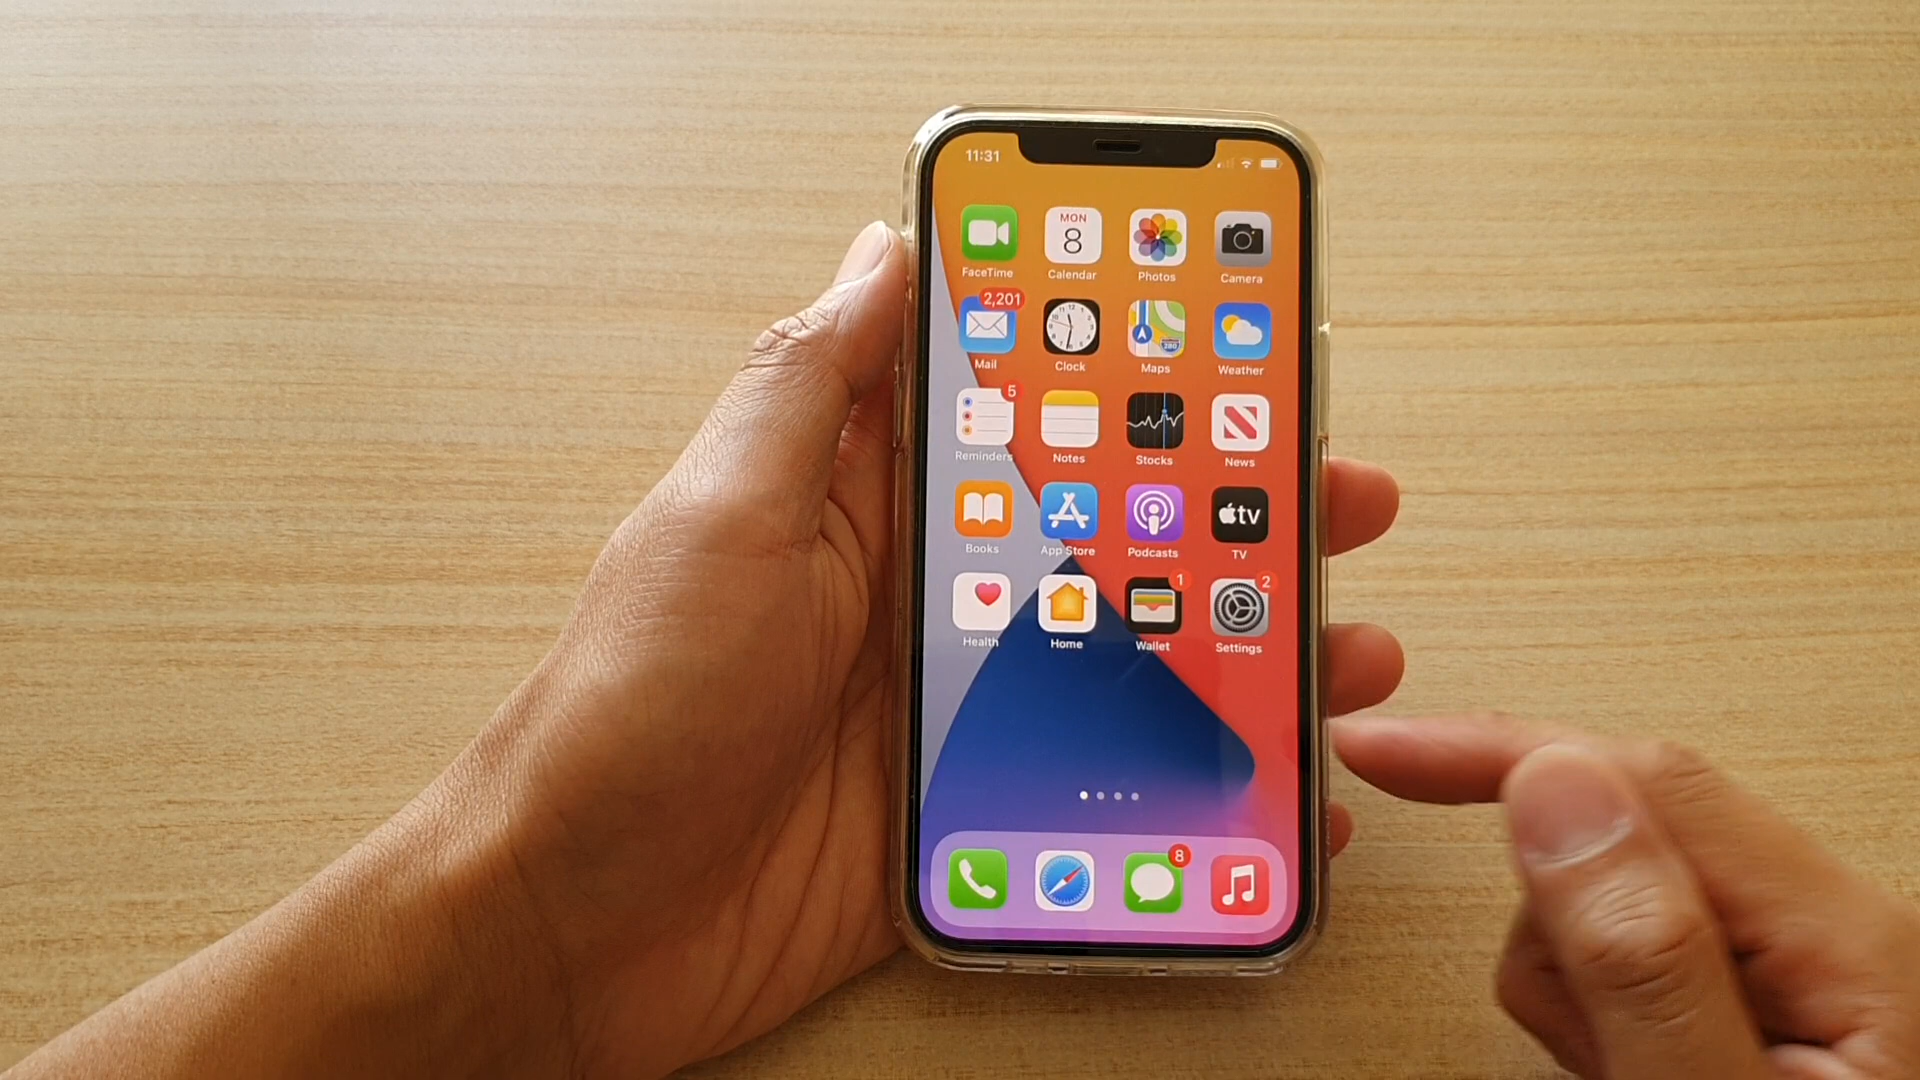 11:31
MON
8
FaceTime Calendar Photos Camera
2,201
280
Mail Clock Maps Weather
5
Reminders Notes Stocks News
tv
Books App Store Podcasts TV
1 2
Health Home Wallet Settings
8